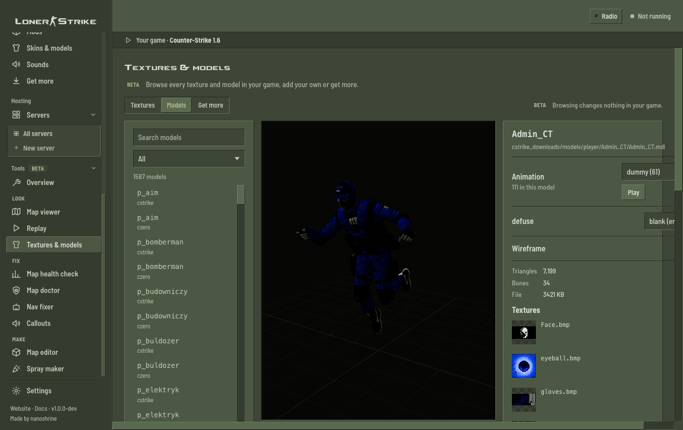 LONERSTRIKE
Skins & models
Sounds
Get more
Hosting
Servers
All servers
New server
Tools BETA
Overview
LOOK
Map viewer
Replay
Textures & models
FIX
Map health check
Map doctor
Nav fixer
Callouts
MAKE
Map editor
Spray maker
Settings
Website · Docs · v1.0.0-dev
Made by nanoshrine
Radio
Not running
Your game · Counter-Strike 1.6
TEXTURES & MODELS
BETA Browse every texture and model in your game, add your own or get more.
Textures
Models
Get more
BETA Browsing changes nothing in your game.
Search models
All
1587 models
p_aim
cstrike
p_aim
czero
p_bomberman
cstrike
p_bomberman
czero
p_budowniczy
cstrike
p_budowniczy
czero
p_buldozer
cstrike
p_buldozer
czero
p_elektryk
cstrike
p_elektryk
Admin_CT
cstrike_downloads/models/player/Admin_CT/Admin_CT.mdl
Animation
111 in this model
dummy (61)
Play
defuse
blank (er
Wireframe
Triangles 7,199
Bones 34
File 3421 KB
Textures
Face.bmp
eyeball.bmp
gloves.bmp